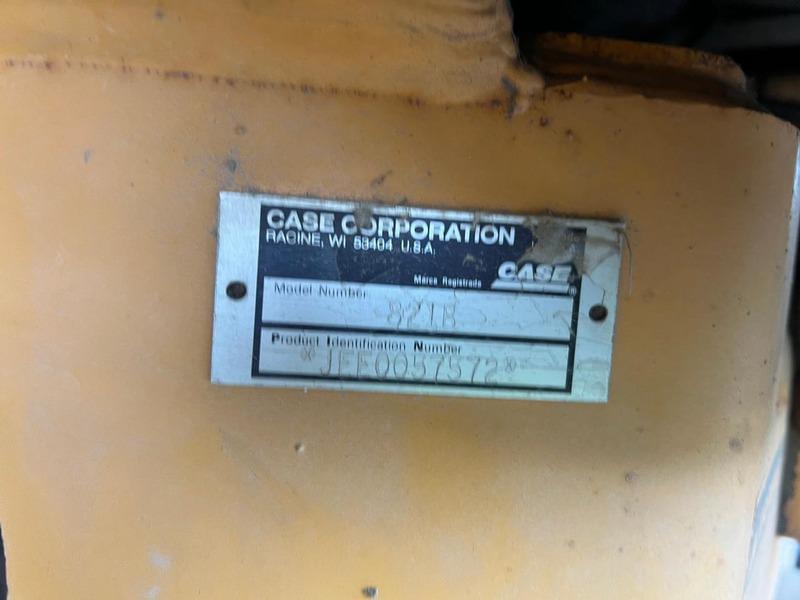 CASE CORPORATION
RACINE, WI 53404 U.S.A.
Marca Registrada CASE ®
Model Number
821B
Product Identification Number
*JEE0057572*